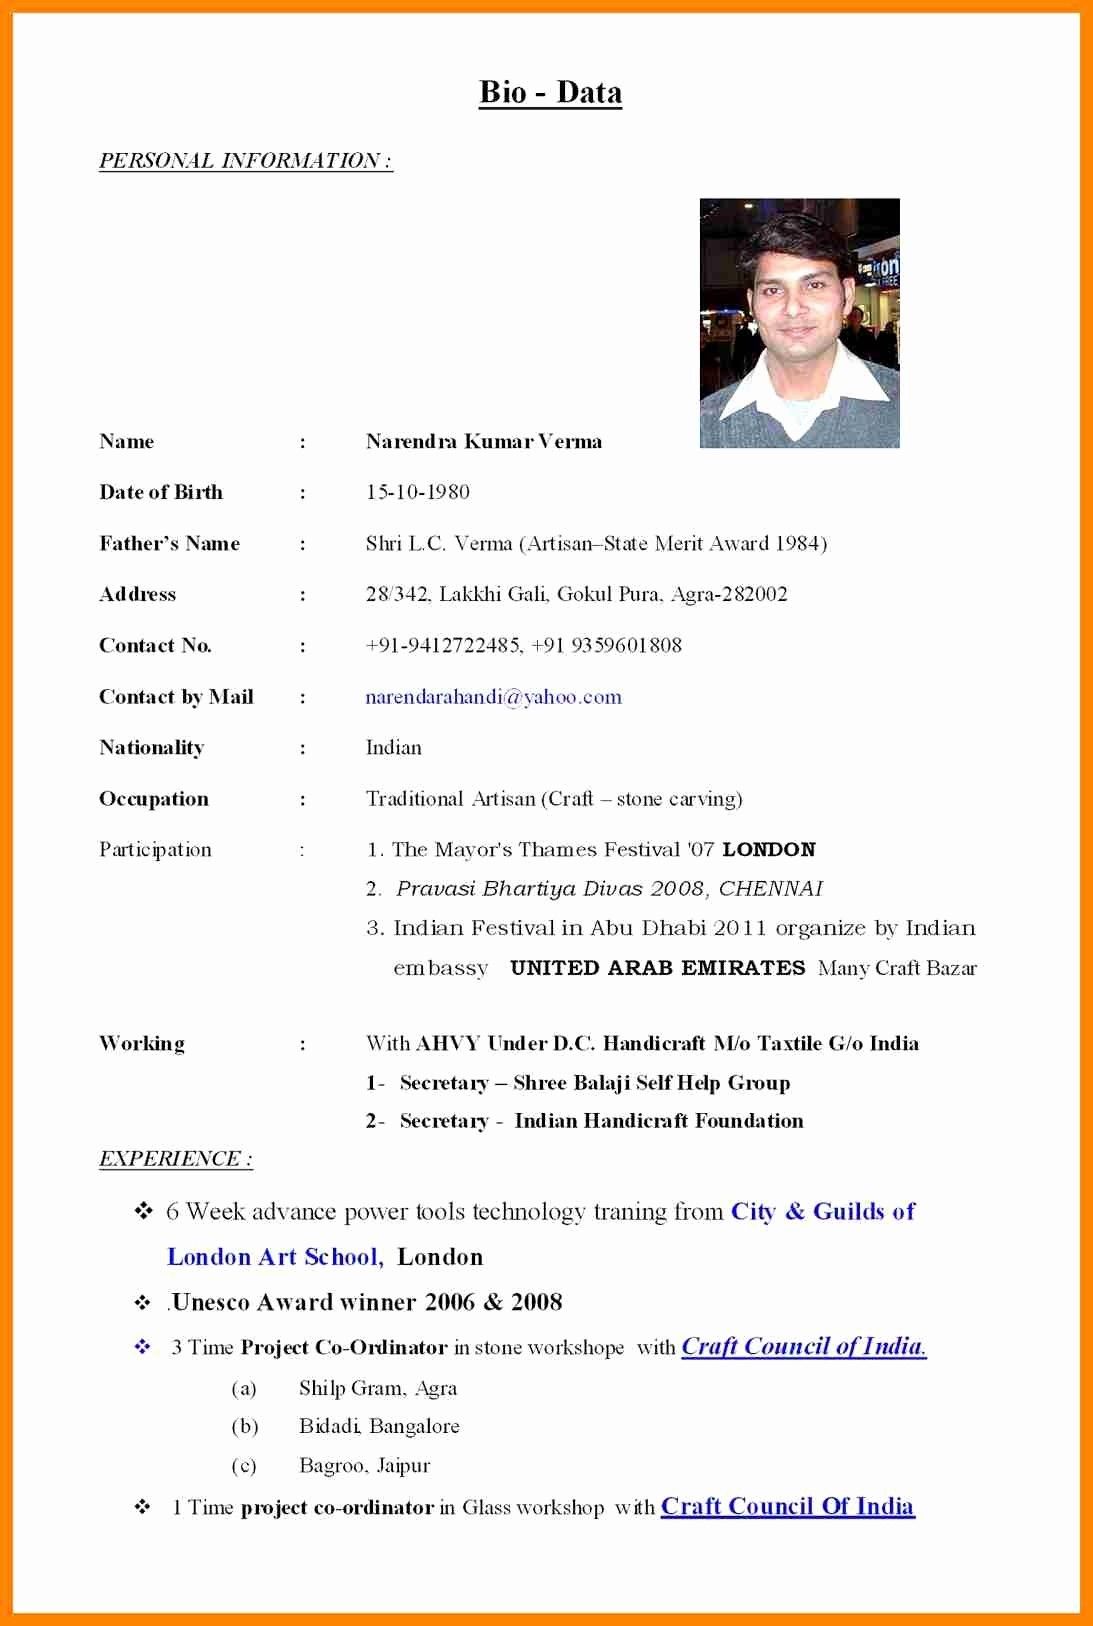 Bio - Data
PERSONAL INFORMATION :
ron
FREE
Name : Narendra Kumar Verma
Date of Birth : 15-10-1980
Father's Name : Shri L.C. Verma (Artisan–State Merit Award 1984)
Address : 28/342, Lakkhi Gali, Gokul Pura, Agra-282002
Contact No. : +91-9412722485, +91 9359601808
Contact by Mail : narendarahandi@yahoo.com
Nationality : Indian
Occupation : Traditional Artisan (Craft – stone carving)
Participation : 1. The Mayor's Thames Festival '07 LONDON
2. Pravasi Bhartiya Divas 2008, CHENNAI
3. Indian Festival in Abu Dhabi 2011 organize by Indian
embassy UNITED ARAB EMIRATES Many Craft Bazar
Working : With AHVY Under D.C. Handicraft M/o Taxtile G/o India
1- Secretary – Shree Balaji Self Help Group
2- Secretary - Indian Handicraft Foundation
EXPERIENCE :
❖ 6 Week advance power tools technology traning from City & Guilds of
London Art School, London
❖ .Unesco Award winner 2006 & 2008
❖ 3 Time Project Co-Ordinator in stone workshope with Craft Council of India.
(a) Shilp Gram, Agra
(b) Bidadi, Bangalore
(c) Bagroo, Jaipur
❖ 1 Time project co-ordinator in Glass workshop with Craft Council Of India